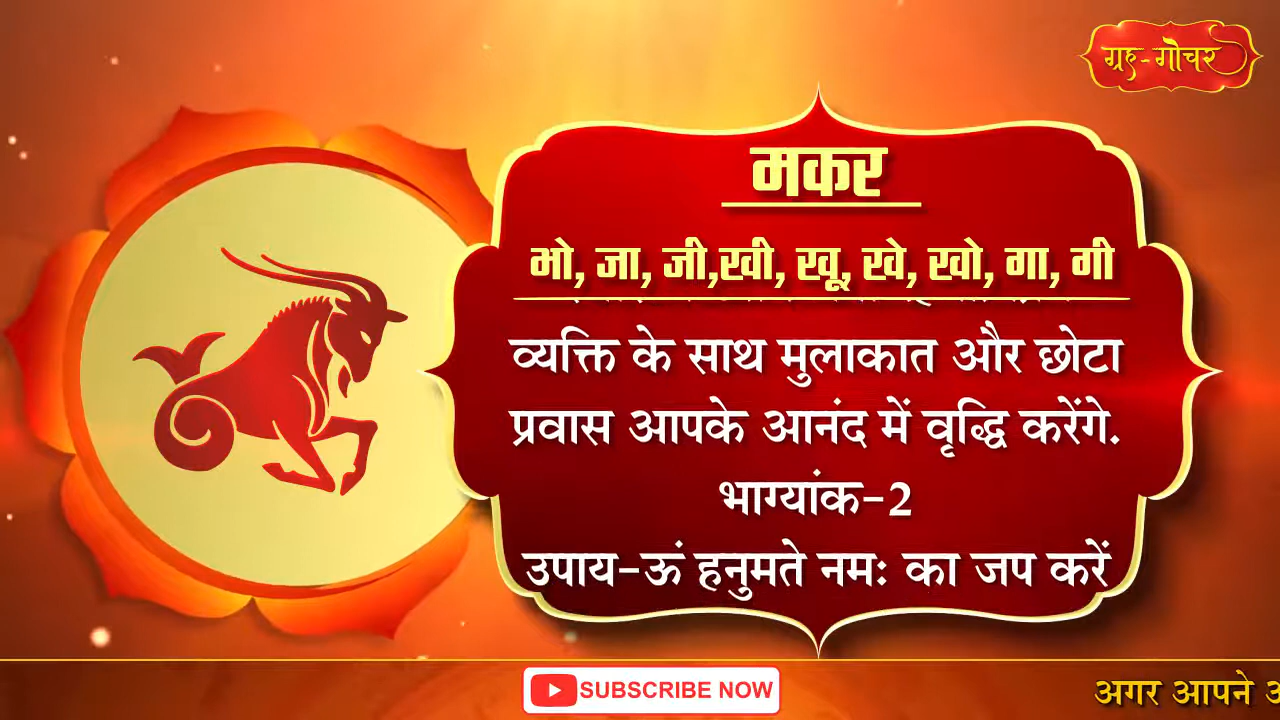 ग्रह-गोचर
मकर
भो, जा, जी,खी, खू, खे, खो, गा, गी
व्यक्ति के साथ मुलाकात और छोटा
प्रवास आपके आनंद में वृद्धि करेंगे.
भाग्यांक-2
उपाय-ऊं हनुमते नमः का जप करें
SUBSCRIBE NOW
अगर आपने